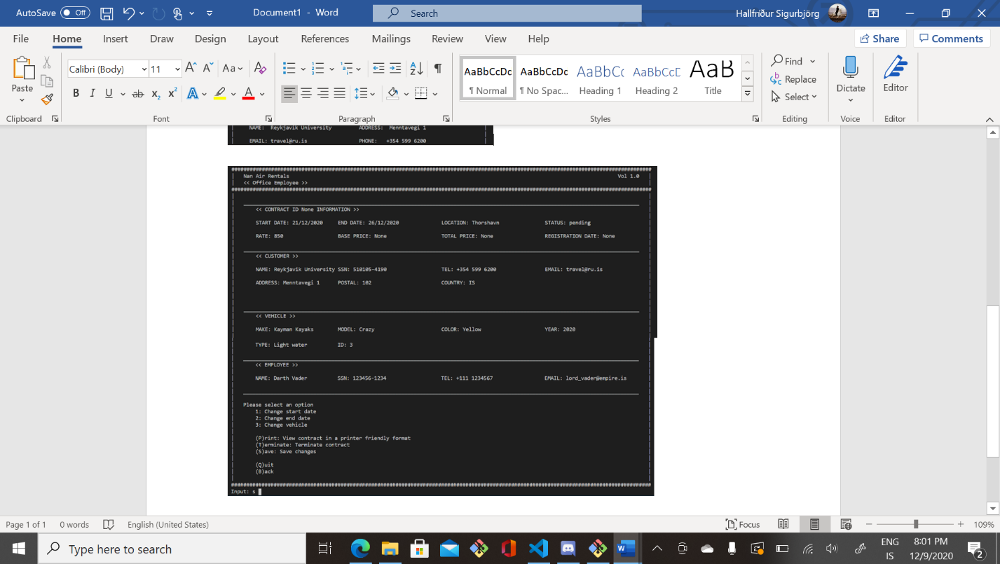 AutoSave Off Document1 - Word Search Hallfríður Sigurbjörg
File Home Insert Draw Design Layout References Mailings Review View Help Share Comments
Paste Calibri (Body) 11 Aa AaBbCcDc AaBbCcDc AaBbCc AaBbCcD AaB Find Replace Select Dictate Editor
¶ Normal ¶ No Spac... Heading 1 Heading 2 Title
Clipboard Font Paragraph Styles Editing Voice Editor
NAME: Reykjavik University ADDRESS: Menntavegi 1
EMAIL: travel@ru.is PHONE: +354 599 6200
Nan Air Rentals Vol 1.0
<< Office Employee >>
<< CONTRACT ID None INFORMATION >>
START DATE: 21/12/2020 END DATE: 26/12/2020 LOCATION: Thorshavn STATUS: pending
RATE: 850 BASE PRICE: None TOTAL PRICE: None REGISTRATION DATE: None
<< CUSTOMER >>
NAME: Reykjavik University SSN: 510105-4190 TEL: +354 599 6200 EMAIL: travel@ru.is
ADDRESS: Menntavegi 1 POSTAL: 102 COUNTRY: IS
<< VEHICLE >>
MAKE: Kayman Kayaks MODEL: Crazy COLOR: Yellow YEAR: 2020
TYPE: Light water ID: 3
<< EMPLOYEE >>
NAME: Darth Vader SSN: 123456-1234 TEL: +111 1234567 EMAIL: lord_vader@empire.is
Please select an option
1: Change start date
2: Change end date
3: Change vehicle
(P)rint: View contract in a printer friendly format
(T)erminate: Terminate contract
(S)ave: Save changes
(Q)uit
(B)ack
Input: s
Page 1 of 1 0 words English (United States) Focus 109%
Type here to search ENG IS 8:01 PM 12/9/2020 2